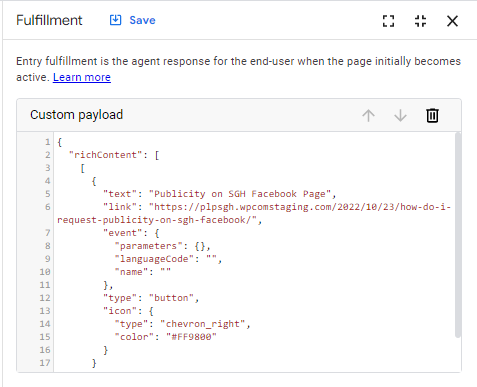 Fulfillment
Save
Entry fulfillment is the agent response for the end-user when the page initially becomes
active. Learn more
Custom payload
1 {
2 "richContent": [
3 [
4 {
5 "text": "Publicity on SGH Facebook Page",
6 "link": "https://plpsgh.wpcomstaging.com/2022/10/23/how-do-i-
request-publicity-on-sgh-facebook/",
7 "event": {
8 "parameters": {},
9 "languageCode": "",
10 "name": ""
11 },
12 "type": "button",
13 "icon": {
14 "type": "chevron_right",
15 "color": "#FF9800"
16 }
17 }